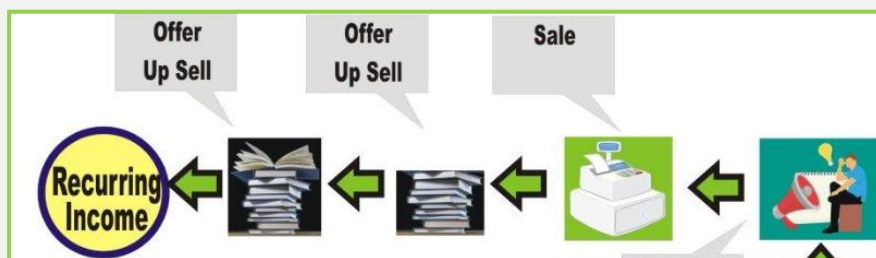 Offer
Up Sell
Offer
Up Sell
Sale
Recurring
Income